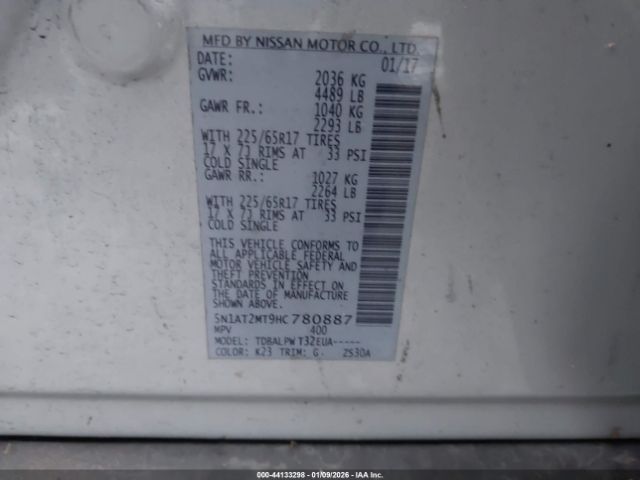 MFD BY NISSAN MOTOR CO., LTD.
DATE: 01/17
GVWR: 2036 KG
4489 LB
GAWR FR.: 1040 KG
2293 LB
WITH 225/65R17 TIRES
17 X 7J RIMS AT 33 PSI
COLD SINGLE
GAWR RR.: 1027 KG
2264 LB
WITH 225/65R17 TIRES
17 X 7J RIMS AT 33 PSI
COLD SINGLE
THIS VEHICLE CONFORMS TO
ALL APPLICABLE FEDERAL
MOTOR VEHICLE SAFETY AND
THEFT PREVENTION
STANDARDS IN EFFECT ON
THE DATE OF MANUFACTURE
SHOWN ABOVE.
5N1AT2MT9HC780887
MPV 400
MODEL: TDBALPWT32EUA-----
COLOR: K23 TRIM: G. ZS30A
000-44133298 - 01/09/2026 - IAA Inc.